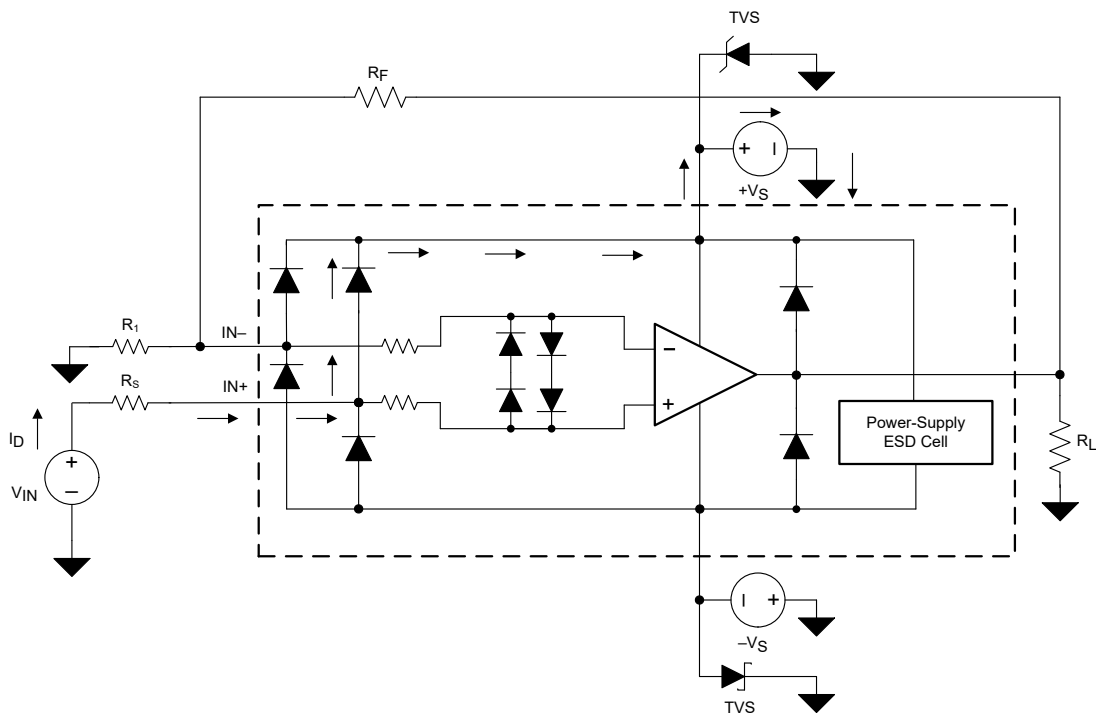 TVS
RF
+ −
+VS
R1
IN−
−
RS
IN+
+
Power-Supply
ESD Cell
RL
ID
+
VIN
−
− +
−VS
TVS